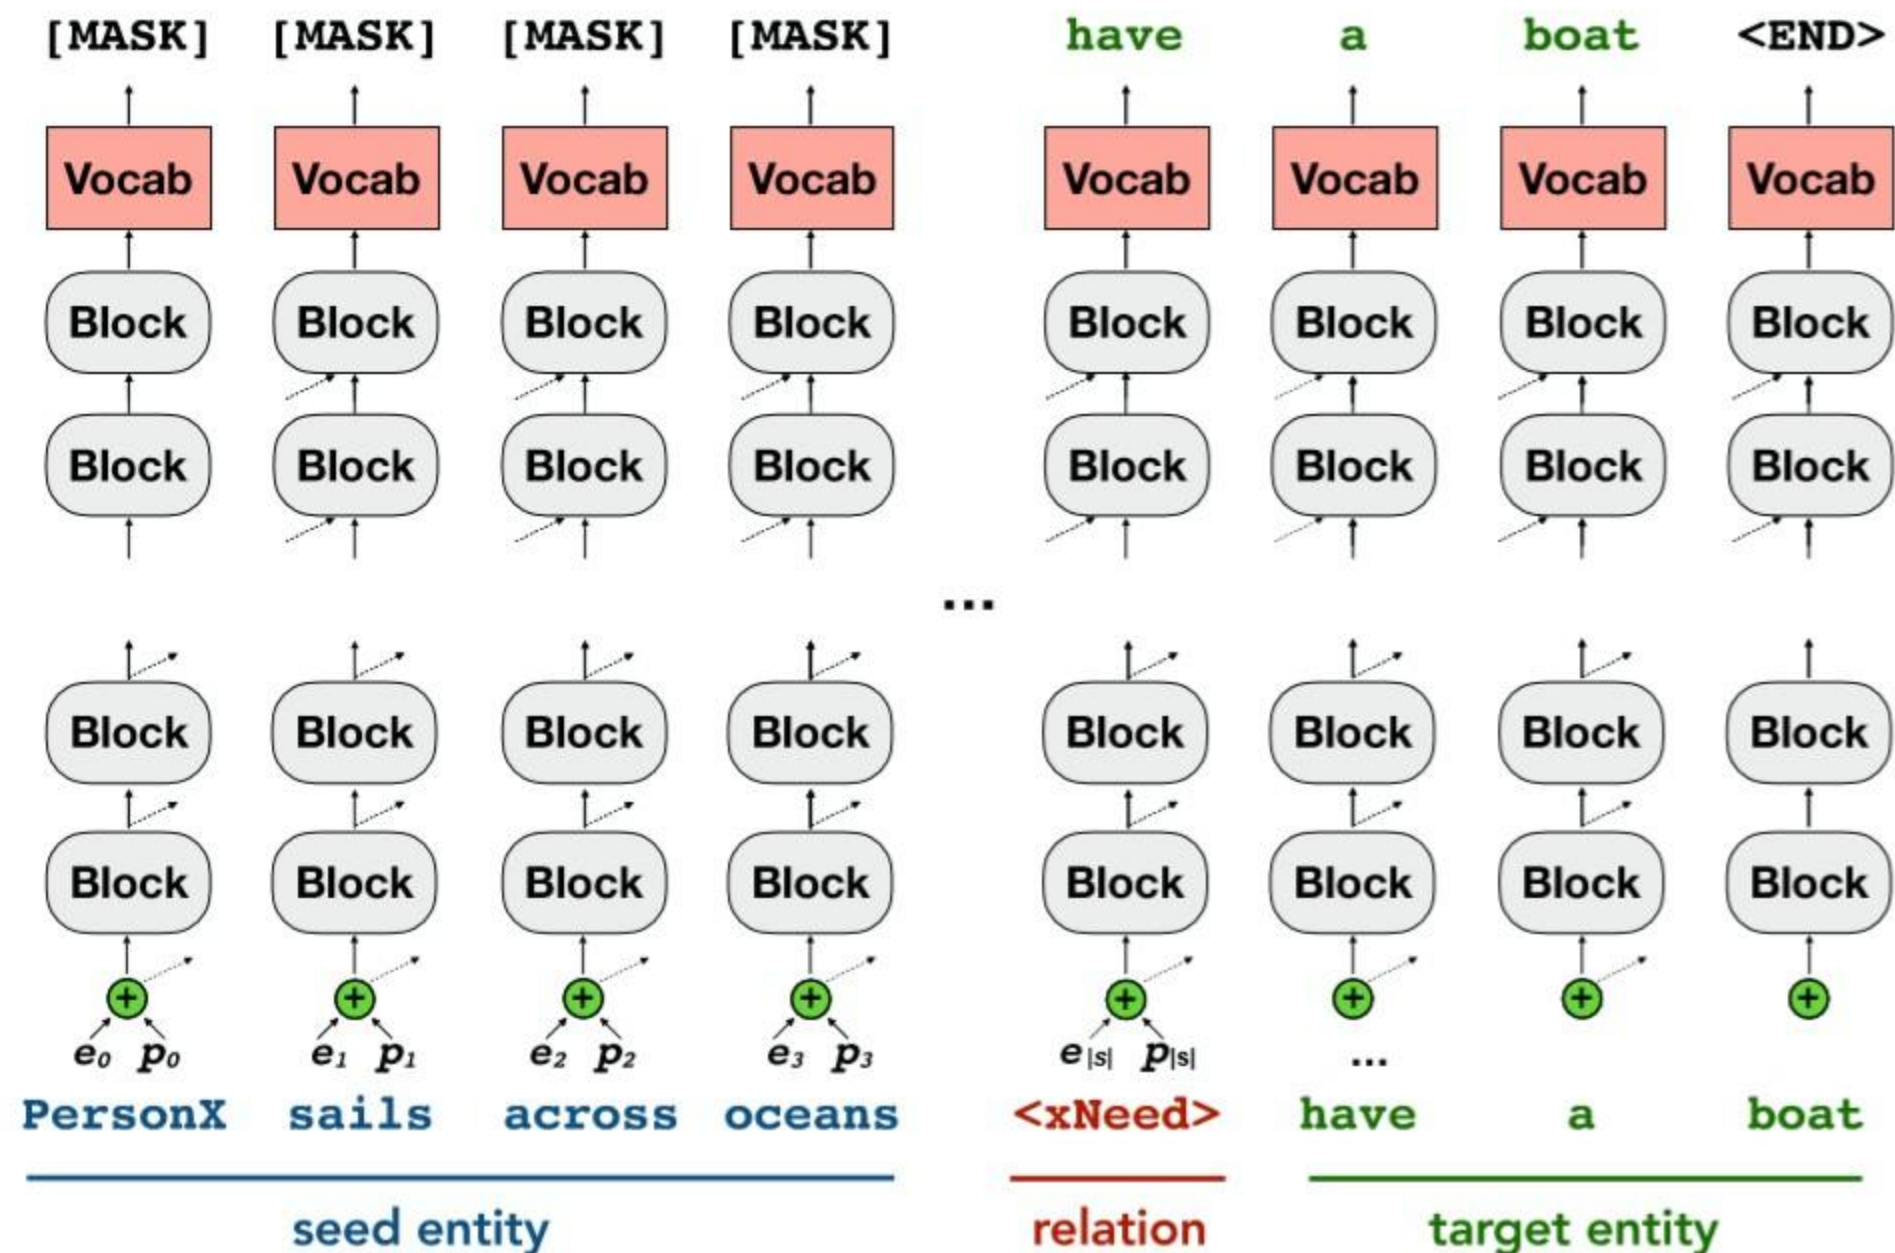 [MASK] [MASK] [MASK] [MASK] have a boat <END>
Vocab Vocab Vocab Vocab Vocab Vocab Vocab Vocab
Block Block Block Block Block Block Block Block
Block Block Block Block Block Block Block Block
...
Block Block Block Block Block Block Block Block
Block Block Block Block Block Block Block Block
+ + + + + + + +
e₀ p₀ e₁ p₁ e₂ p₂ e₃ p₃ e|s| p|s| ...
PersonX sails across oceans <xNeed> have a boat
seed entity relation target entity